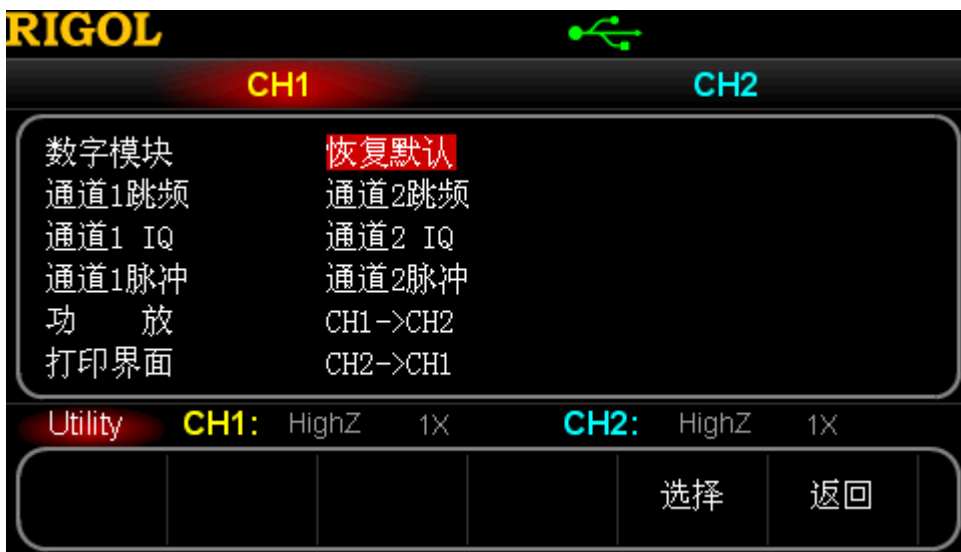 RIGOL
CH1 CH2
数字模块 恢复默认
通道1跳频 通道2跳频
通道1 IQ 通道2 IQ
通道1脉冲 通道2脉冲
功 放 CH1->CH2
打印界面 CH2->CH1
Utility CH1: HighZ 1X CH2: HighZ 1X
选择 返回